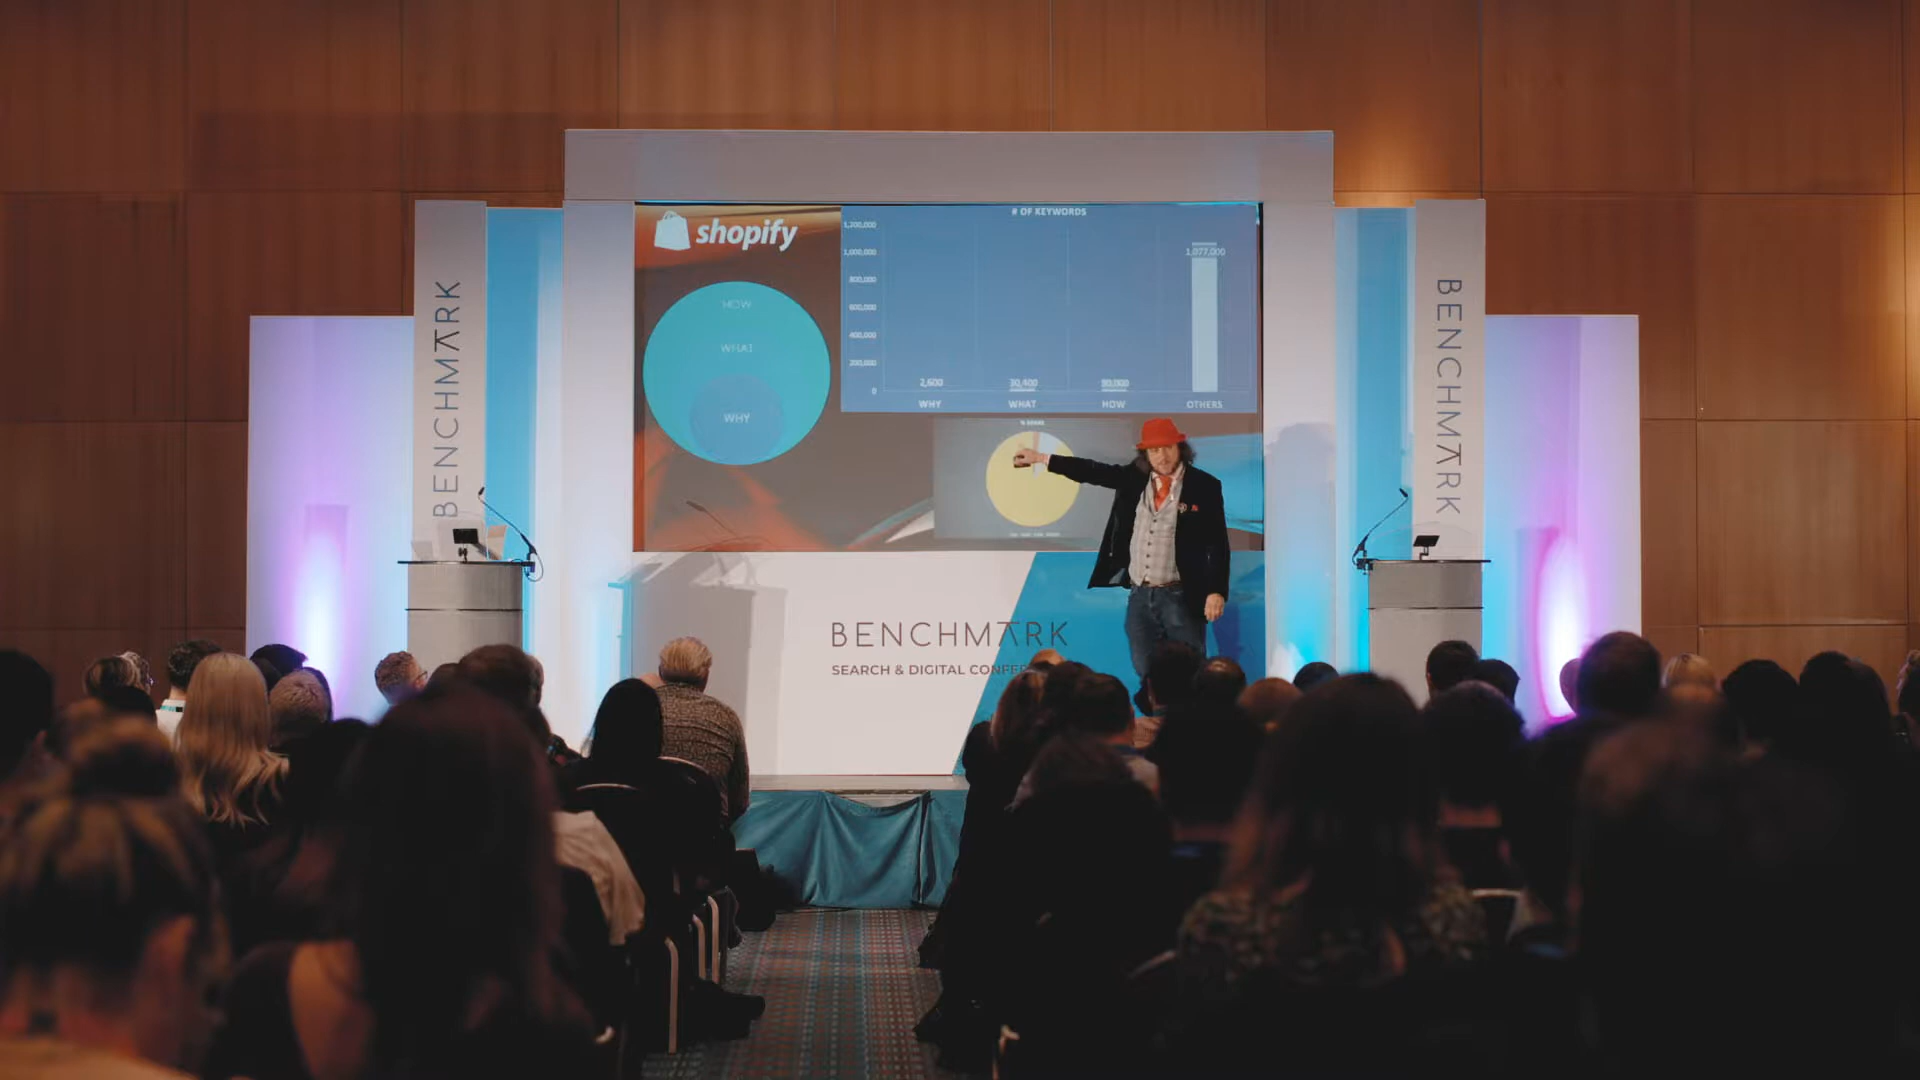 shopify
HOW
WHAT
WHY
# OF KEYWORDS
1,200,000
1,000,000
800,000
600,000
400,000
200,000
0
2,600
30,400
80,000
1,077,000
WHY
WHAT
HOW
OTHERS
% SHARE
BENCHMARK
BENCHMARK
BENCHMARK
SEARCH & DIGITAL CONFE